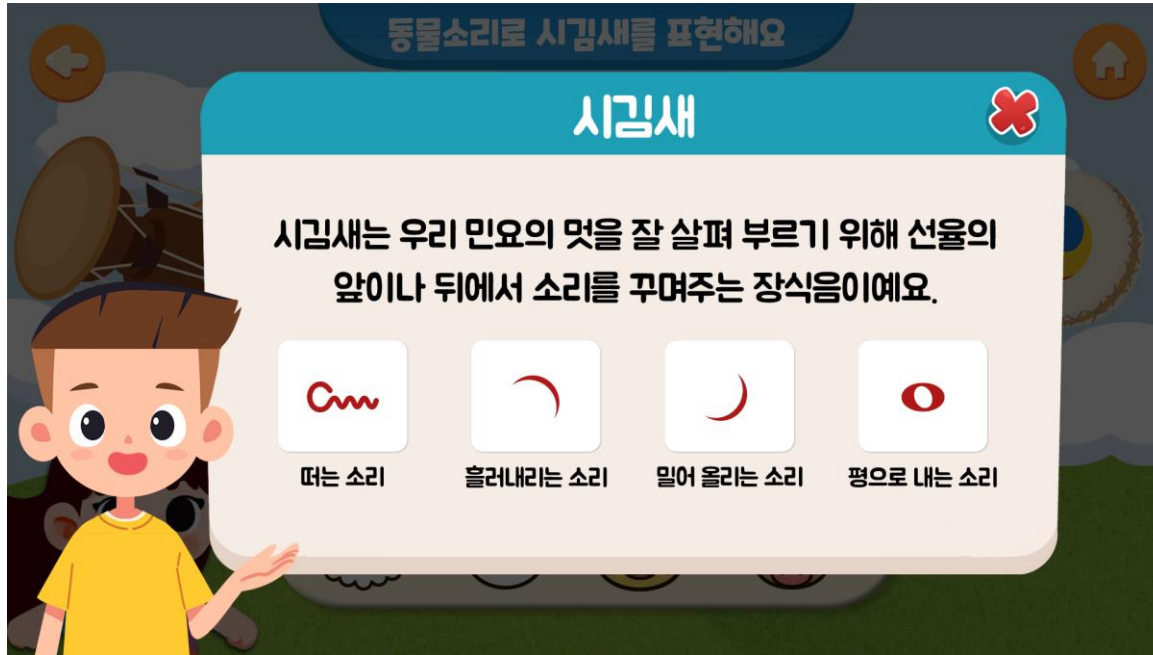 동물소리로 시김새를 표현해요
시김새
시김새는 우리 민요의 멋을 잘 살펴 부르기 위해 선율의
앞이나 뒤에서 소리를 꾸며주는 장식음이예요.
떠는 소리
흘러내리는 소리
밀어 올리는 소리
평으로 내는 소리